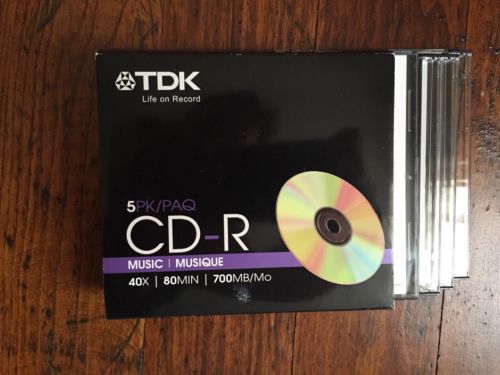 TDK
Life on Record
5PK/PAQ
CD-R
MUSIC | MUSIQUE
40X | 80MIN | 700MB/Mo